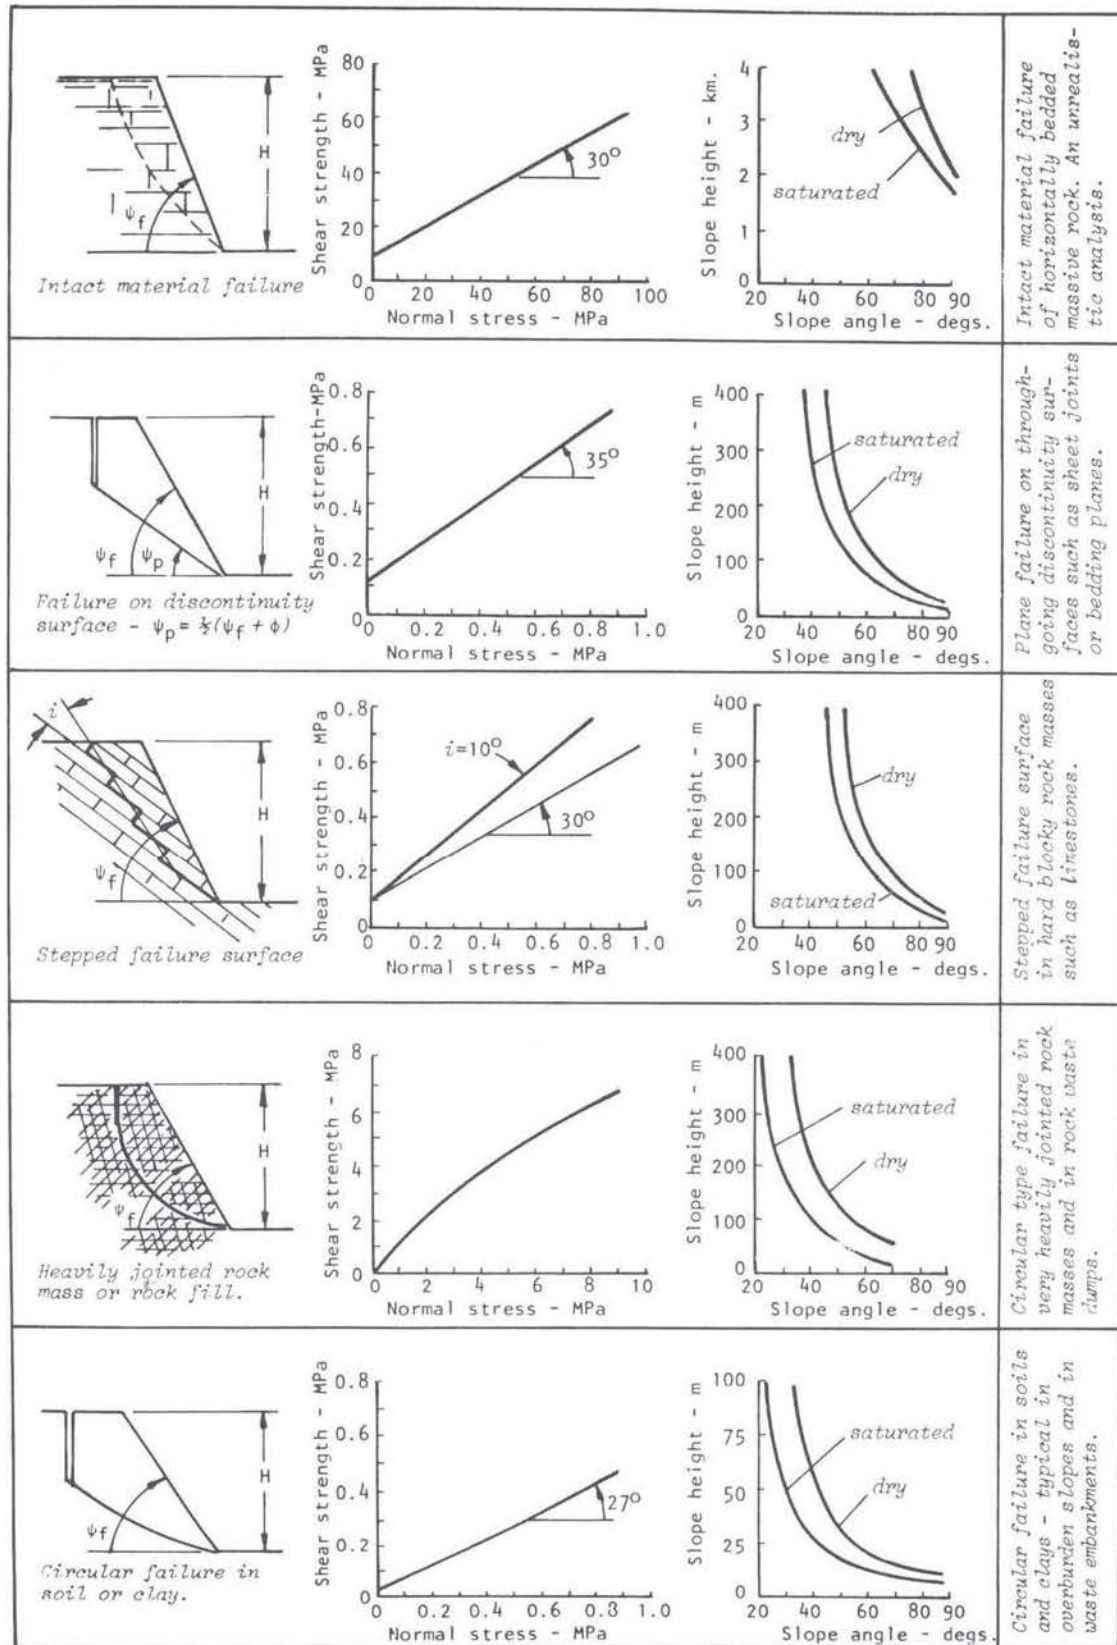 H
ψf
Intact material failure
Shear strength - MPa
80
60
40
20
0
30°
0 20 40 60 80 100
Normal stress - MPa
Slope height - km.
4
3
2
1
0
dry
saturated
20 40 60 80 90
Slope angle - degs.
Intact material failure
of horizontally bedded
massive rock. An unrealis-
tic analysis.
H
ψf ψp
Failure on discontinuity
surface - ψp = ½(ψf + ϕ)
Shear strength-MPa
0.8
0.6
0.4
0.2
0
35°
0 0.2 0.4 0.6 0.8 1.0
Normal stress - MPa
Slope height - m
400
300
200
100
0
saturated
dry
20 40 60 80 90
Slope angle - degs.
Plane failure on through-
going discontinuity sur-
faces such as sheet joints
or bedding planes.
i
H
ψf
Stepped failure surface
Shear strength - MPa
0.8
0.6
0.4
0.2
0
i=10°
30°
0 0.2 0.4 0.6 0.8 1.0
Normal stress - MPa
Slope height - m
400
300
200
100
0
dry
saturated
20 40 60 80 90
Slope angle - degs.
Stepped failure surface
in hard blocky rock masses
such as limestones.
H
ψf
Heavily jointed rock
mass or rock fill.
Shear strength - MPa
8
6
4
2
0
0 2 4 6 8 10
Normal stress - MPa
Slope height - m
400
300
200
100
0
saturated
dry
20 40 50 60 80 90
Slope angle - degs.
Circular type failure in
very heavily jointed rock
masses and in rock waste
dumps.
H
ψf
Circular failure in
soil or clay.
Shear strength - MPa
0.8
0.6
0.4
0.2
0
27°
0 0.2 0.4 0.6 0.8 1.0
Normal stress - MPa
Slope height - m
100
75
50
25
0
saturated
dry
20 40 60 80 90
Slope angle - degs.
Circular failure in soils
and clays - typical in
overburden slopes and in
waste embankments.